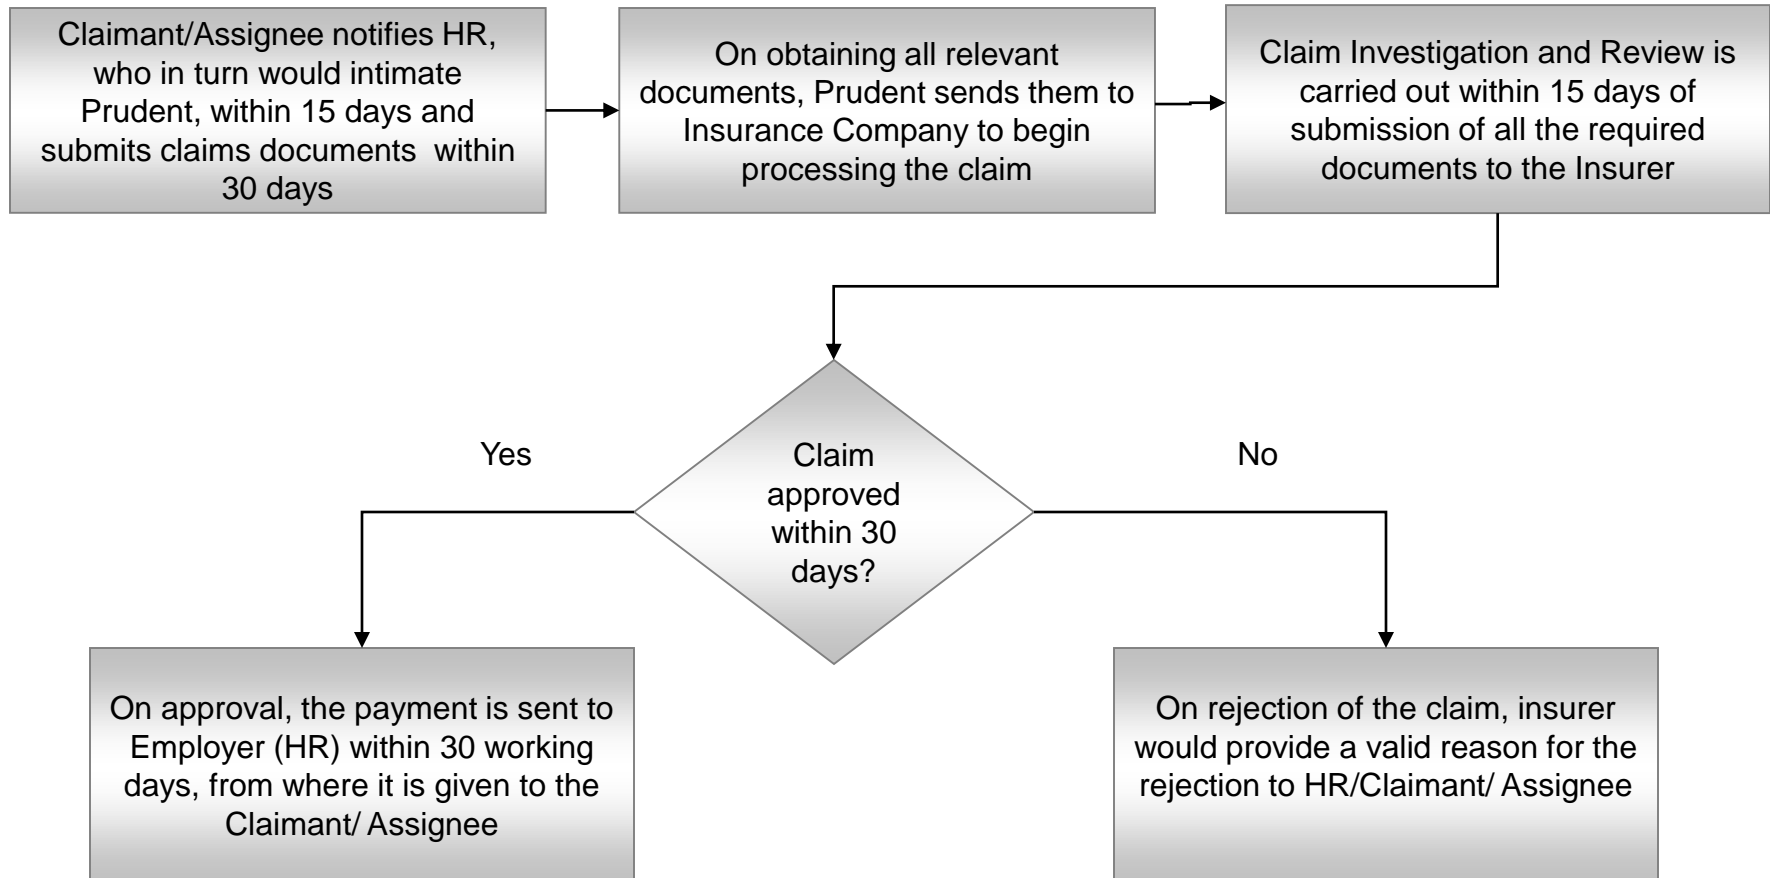 Claimant/Assignee notifies HR,
who in turn would intimate
Prudent, within 15 days and
submits claims documents  within
30 days
On obtaining all relevant
documents, Prudent sends them to
Insurance Company to begin
processing the claim
Claim Investigation and Review is
carried out within 15 days of
submission of all the required
documents to the Insurer
Yes
Claim
approved
within 30
days?
No
On approval, the payment is sent to
Employer (HR) within 30 working
days, from where it is given to the
Claimant/ Assignee
On rejection of the claim, insurer
would provide a valid reason for the
rejection to HR/Claimant/ Assignee